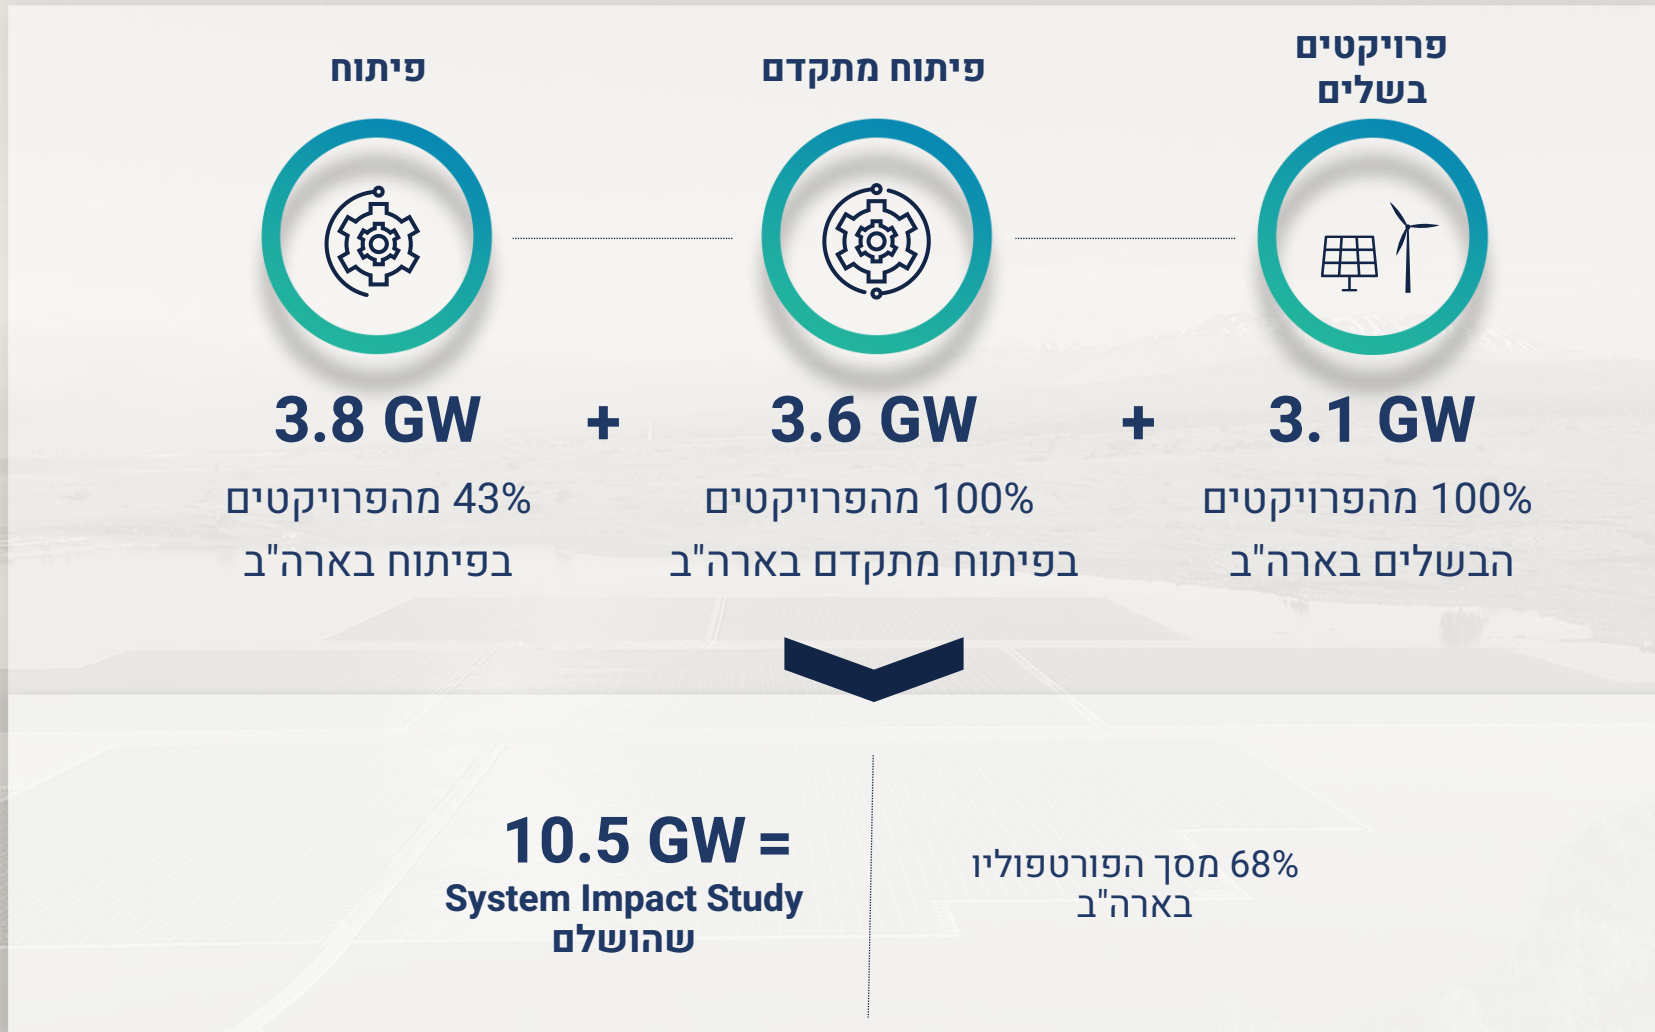 פרויקטים
בשלים
פיתוח מתקדם
פיתוח
3.1 GW
+
3.6 GW
+
3.8 GW
100% מהפרויקטים
הבשלים בארה"ב
100% מהפרויקטים
בפיתוח מתקדם בארה"ב
43% מהפרויקטים
בפיתוח בארה"ב
68% מסך הפורטפוליו
בארה"ב
10.5 GW =
System Impact Study
שהושלם